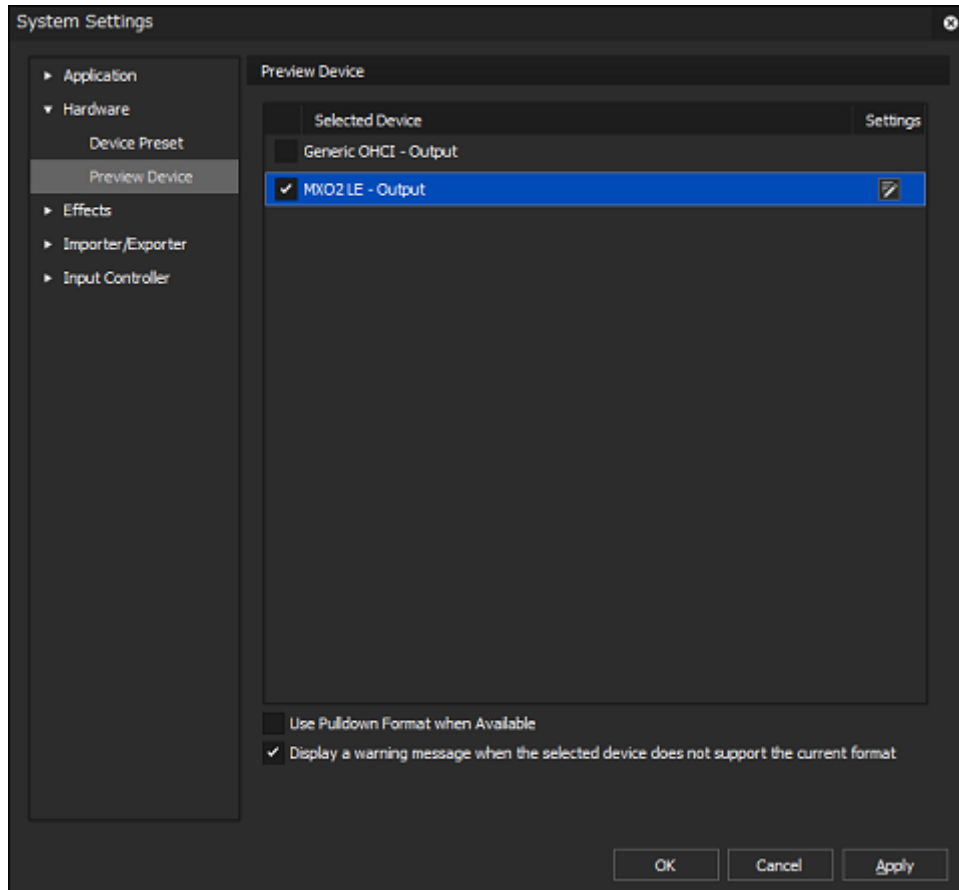 System Settings
Application
Hardware
Device Preset
Preview Device
Effects
Importer/Exporter
Input Controller
Preview Device
Selected Device Settings
Generic OHCI - Output
MXO2 LE - Output
Use Pulldown Format when Available
Display a warning message when the selected device does not support the current format
OK Cancel Apply